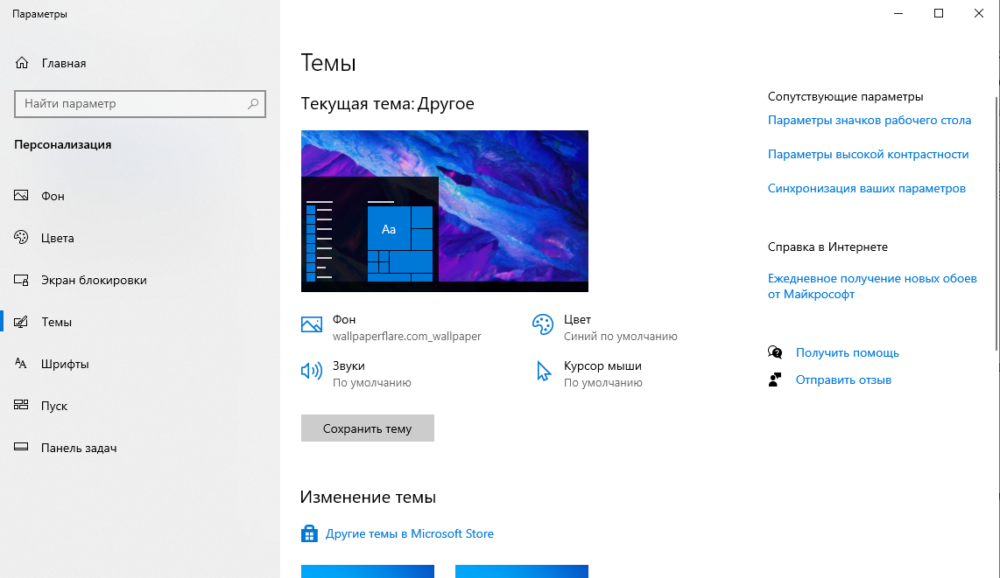 Параметры
Главная
Найти параметр
Персонализация
Фон
Цвета
Экран блокировки
Темы
Шрифты
Пуск
Панель задач
Темы
Текущая тема: Другое
Aa
Фон
wallpaperflare.com_wallpaper
Цвет
Синий по умолчанию
Звуки
По умолчанию
Курсор мыши
По умолчанию
Сохранить тему
Изменение темы
Другие темы в Microsoft Store
Сопутствующие параметры
Параметры значков рабочего стола
Параметры высокой контрастности
Синхронизация ваших параметров
Справка в Интернете
Ежедневное получение новых обоев
от Майкрософт
Получить помощь
Отправить отзыв